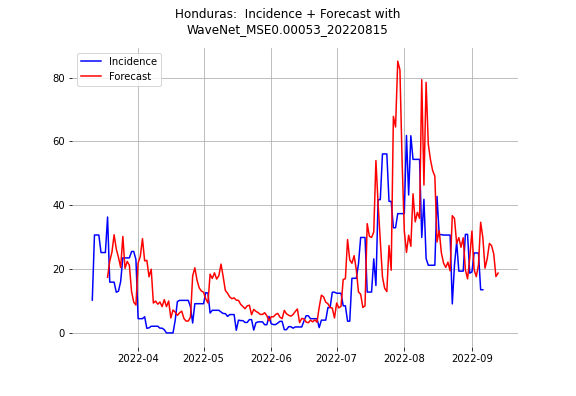 Honduras:  Incidence + Forecast with
WaveNet_MSE0.00053_20220815
Incidence
Forecast
80
60
40
20
0
2022-04 2022-05 2022-06 2022-07 2022-08 2022-09